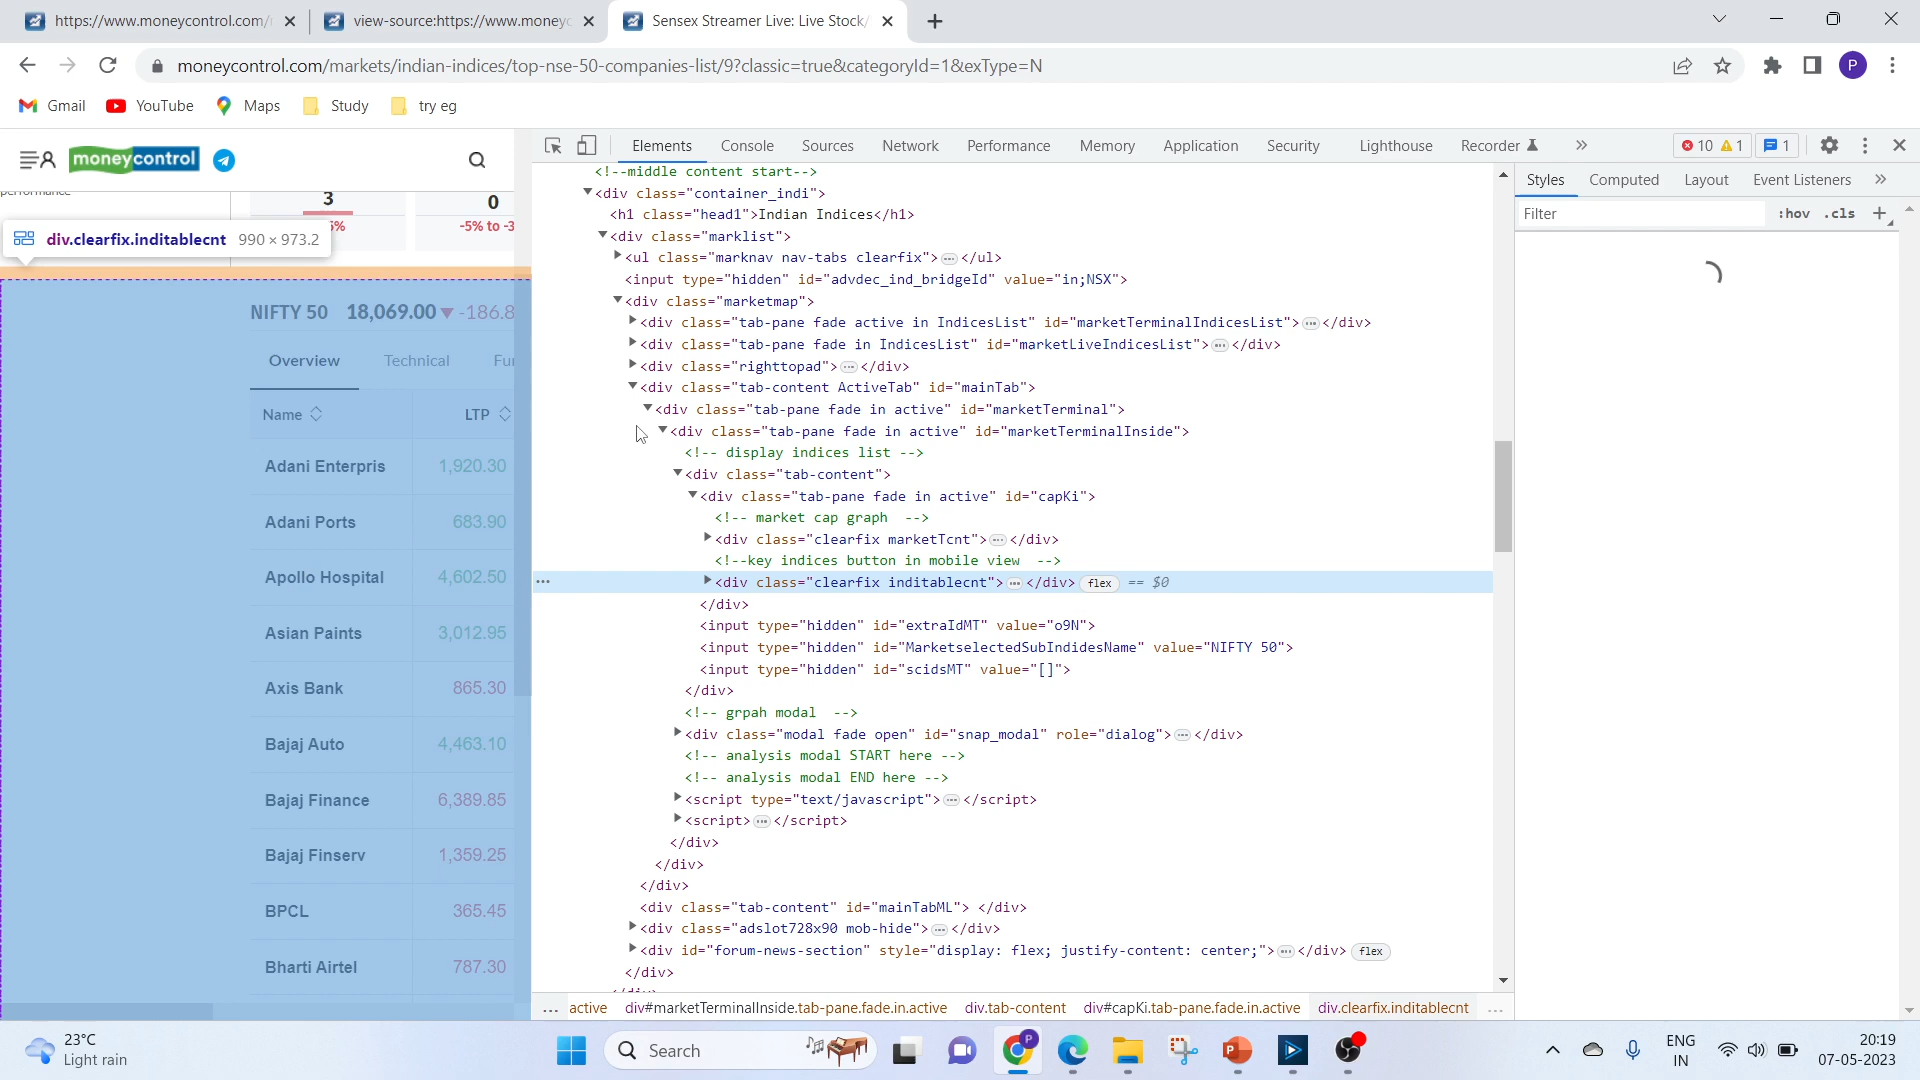 https://www.moneycontrol.com/
view-source:https://www.moneyc
Sensex Streamer Live: Live Stock/
moneycontrol.com/markets/indian-indices/top-nse-50-companies-list/9?classic=true&categoryId=1&exType=N
P
Gmail YouTube Maps Study try eg
moneycontrol
Elements Console Sources Network Performance Memory Application Security Lighthouse Recorder 10 1 1
3 0
5% -5% to -3
div.clearfix.inditablecnt 990 × 973.2
NIFTY 50 18,069.00 -186.8
Overview Technical Fu
Name LTP
Adani Enterpris 1,920.30
Adani Ports 683.90
Apollo Hospital 4,602.50
Asian Paints 3,012.95
Axis Bank 865.30
Bajaj Auto 4,463.10
Bajaj Finance 6,389.85
Bajaj Finserv 1,359.25
BPCL 365.45
Bharti Airtel 787.30
<!--middle content start-->
<div class="container_indi">
<h1 class="head1">Indian Indices</h1>
<div class="marklist">
<ul class="marknav nav-tabs clearfix">…</ul>
<input type="hidden" id="advdec_ind_bridgeId" value="in;NSX">
<div class="marketmap">
<div class="tab-pane fade active in IndicesList" id="marketTerminalIndicesList">…</div>
<div class="tab-pane fade in IndicesList" id="marketLiveIndicesList">…</div>
<div class="righttopad">…</div>
<div class="tab-content ActiveTab" id="mainTab">
<div class="tab-pane fade in active" id="marketTerminal">
<div class="tab-pane fade in active" id="marketTerminalInside">
<!-- display indices list -->
<div class="tab-content">
<div class="tab-pane fade in active" id="capKi">
<!-- market cap graph -->
<div class="clearfix marketTcnt">…</div>
<!--key indices button in mobile view -->
… <div class="clearfix inditablecnt">…</div> flex == $0
</div>
<input type="hidden" id="extraIdMT" value="o9N">
<input type="hidden" id="MarketselectedSubIndidesName" value="NIFTY 50">
<input type="hidden" id="scidsMT" value="[]">
</div>
<!-- grpah modal -->
<div class="modal fade open" id="snap_modal" role="dialog">…</div>
<!-- analysis modal START here -->
<!-- analysis modal END here -->
<script type="text/javascript">…</script>
<script>…</script>
</div>
</div>
</div>
<div class="tab-content" id="mainTabML"> </div>
<div class="adslot728x90 mob-hide">…</div>
<div id="forum-news-section" style="display: flex; justify-content: center;">…</div> flex
</div>
… active div#marketTerminalInside.tab-pane.fade.in.active div.tab-content div#capKi.tab-pane.fade.in.active div.clearfix.inditablecnt …
Styles Computed Layout Event Listeners
Filter :hov .cls
23°C
Light rain
Search
P
ENG
IN
20:19
07-05-2023